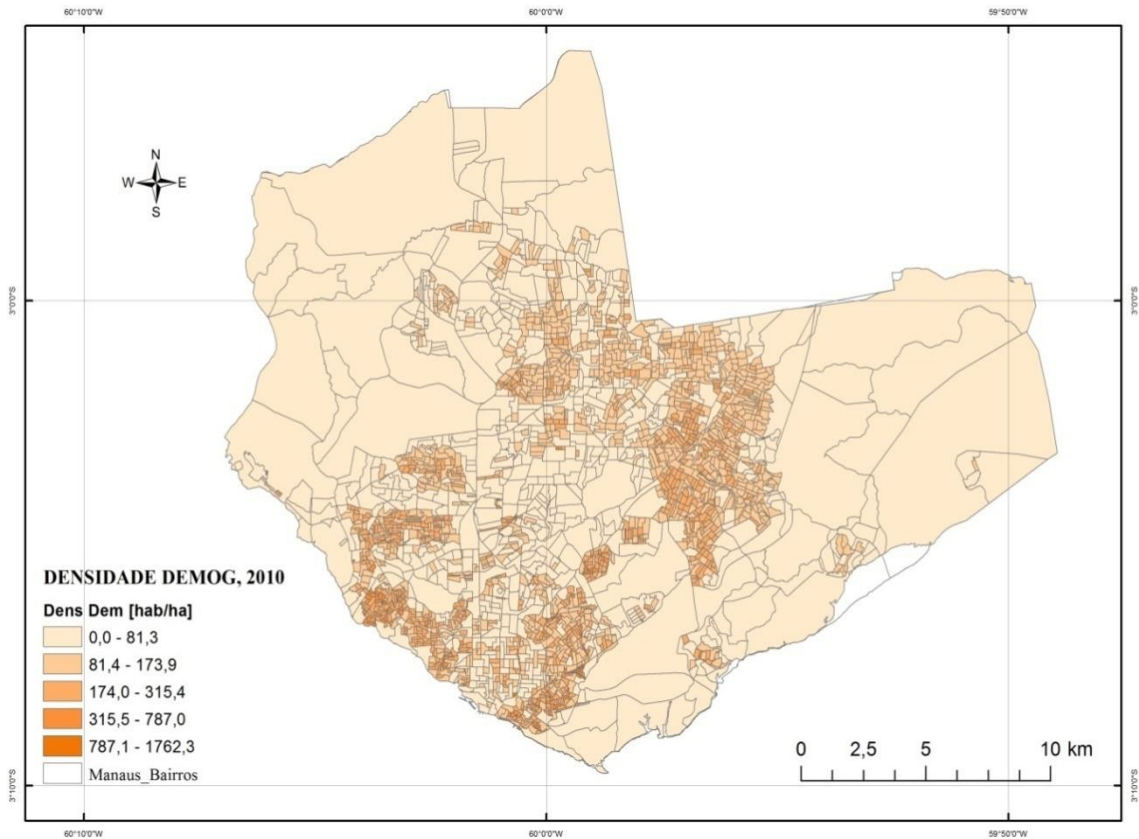 60°10'0"W 60°0'0"W 59°50'0"W
N
W E
S
3°0'0"S 3°0'0"S
DENSIDADE DEMOG, 2010
Dens Dem [hab/ha]
0,0 - 81,3
81,4 - 173,9
174,0 - 315,4
315,5 - 787,0
787,1 - 1762,3
Manaus_Bairros
0 2,5 5 10 km
3°10'0"S 3°10'0"S
60°10'0"W 60°0'0"W 59°50'0"W